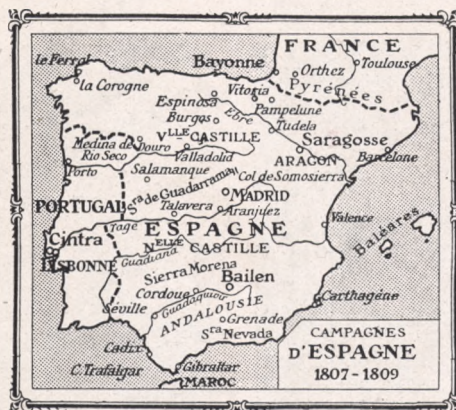 FRANCE
le Ferrol
Bayonne
Orthez
Toulouse
la Corogne
Pyrénées
Espinosa
Vitoria
Burgos
Ebre
Pampelune
Tudela
Vlle CASTILLE
Medina de
Rio Seco
Douro
Valladolid
Saragosse
ARAGON
Barcelone
Porto
Salamanque
Col de Somosierra
Sra de Guadarrama
MADRID
PORTUGAL
Talavera
Aranjuez
Tage
ESPAGNE
Valence
Baléares
Cintra
Nelle CASTILLE
LISBONNE
Guadiana
Sierra Morena
Bailen
Cordoue
Guadalquivir
Carthagène
Séville
ANDALOUSIE
Grenade
Sra Nevada
Cadix
C. Trafalgar
Gibraltar
MAROC
CAMPAGNES
D'ESPAGNE
1807-1809